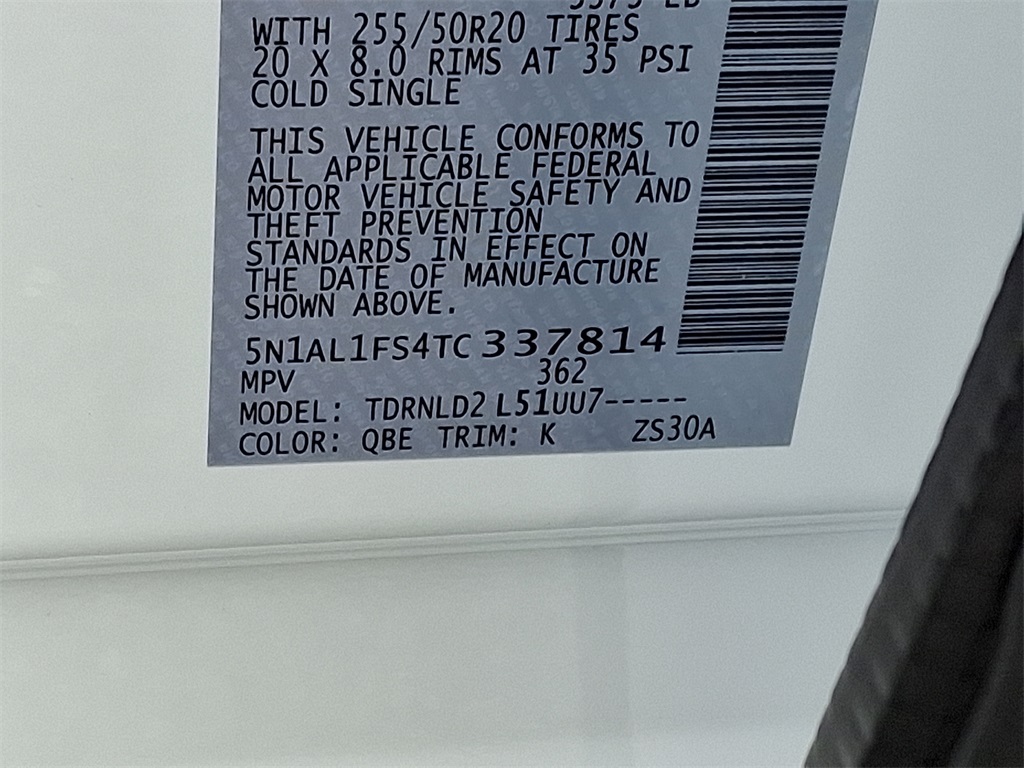 WITH 255/50R20 TIRES
20 X 8.0 RIMS AT 35 PSI
COLD SINGLE
THIS VEHICLE CONFORMS TO
ALL APPLICABLE FEDERAL
MOTOR VEHICLE SAFETY AND
THEFT PREVENTION
STANDARDS IN EFFECT ON
THE DATE OF MANUFACTURE
SHOWN ABOVE.
5N1AL1FS4TC 337814
MPV 362
MODEL: TDRNLD2 L51UU7-----
COLOR: QBE TRIM: K ZS30A